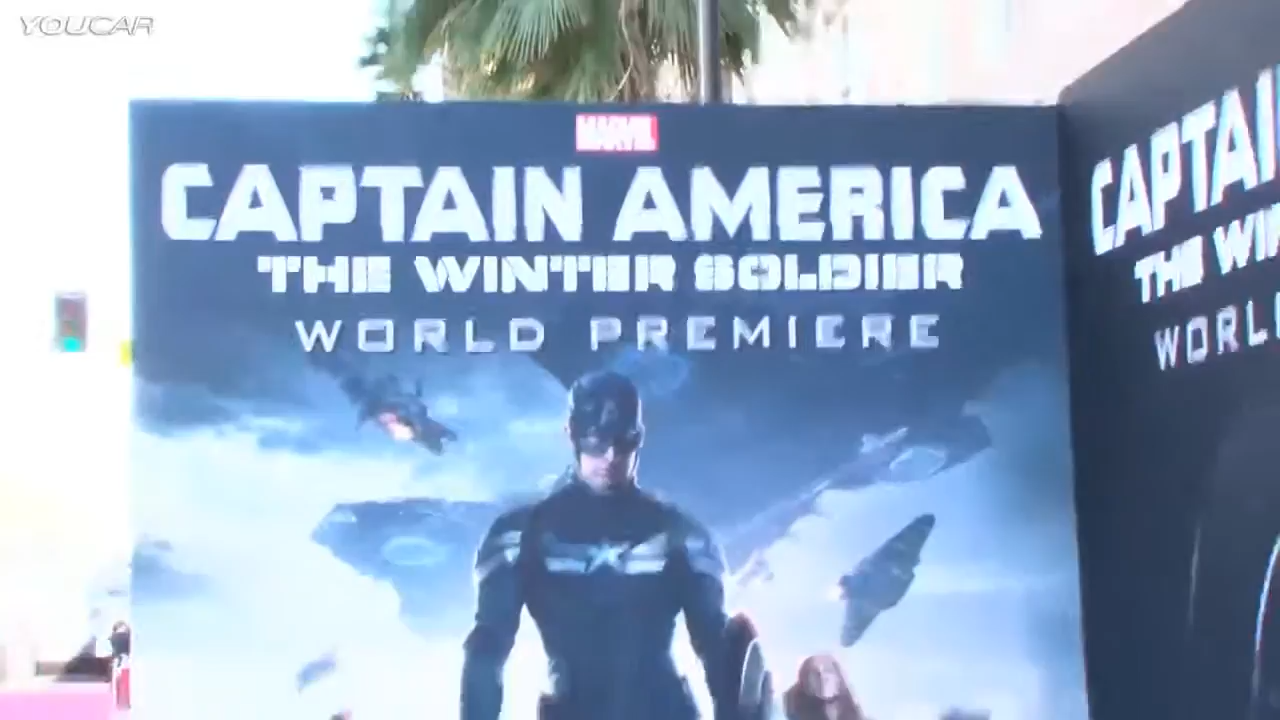 YOUCAR
MARVEL
CAPTAIN AMERICA
THE WINTER SOLDIER
WORLD PREMIERE
CAPTAI
THE WI
WORL